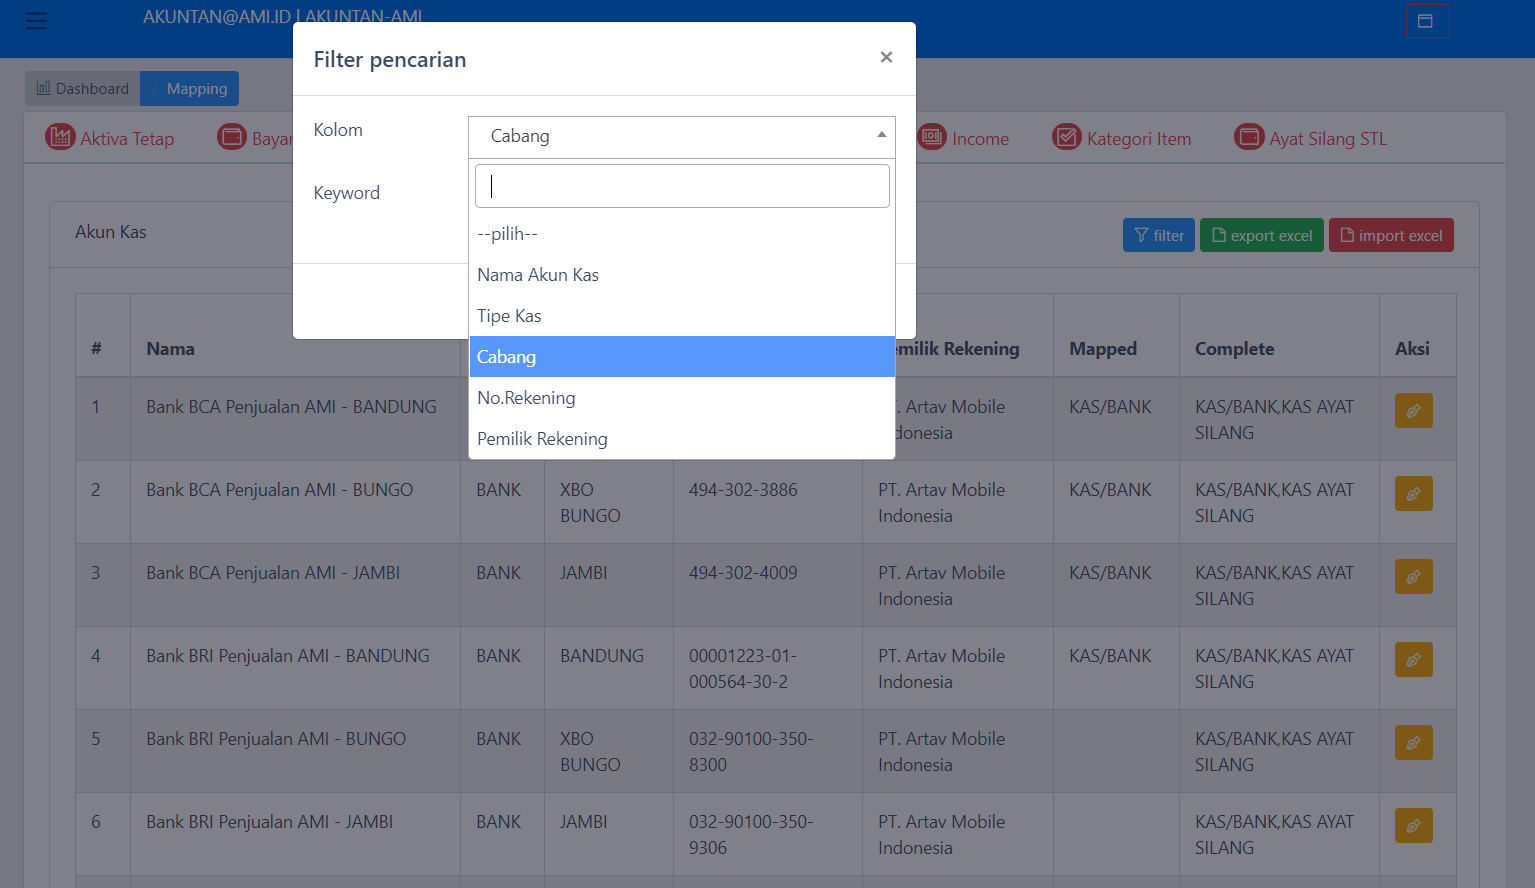 AKUNTAN@AMI.ID | AKUNTAN-AMI
Filter pencarian
×
Dashboard / Mapping
Kolom
Cabang
Keyword
--pilih--
Nama Akun Kas
Tipe Kas
Cabang
No.Rekening
Pemilik Rekening
Aktiva Tetap
Income
Kategori Item
Ayat Silang STL
Akun Kas
filter
export excel
import excel
# Nama Rekening Mapped Complete Aksi
1 Bank BCA Penjualan AMI - BANDUNG Artav Mobile KAS/BANK KAS/BANK,KAS AYAT
SILANG
2 Bank BCA Penjualan AMI - BUNGO BANK XBO 494-302-3886 PT. Artav Mobile KAS/BANK KAS/BANK,KAS AYAT
BUNGO Indonesia SILANG
3 Bank BCA Penjualan AMI - JAMBI BANK JAMBI 494-302-4009 PT. Artav Mobile KAS/BANK KAS/BANK,KAS AYAT
Indonesia SILANG
4 Bank BRI Penjualan AMI - BANDUNG BANK BANDUNG 00001223-01- PT. Artav Mobile KAS/BANK KAS/BANK,KAS AYAT
000564-30-2 Indonesia SILANG
5 Bank BRI Penjualan AMI - BUNGO BANK XBO 032-90100-350- PT. Artav Mobile KAS/BANK,KAS AYAT
BUNGO 8300 Indonesia SILANG
6 Bank BRI Penjualan AMI - JAMBI BANK JAMBI 032-90100-350- PT. Artav Mobile KAS/BANK,KAS AYAT
9306 Indonesia SILANG